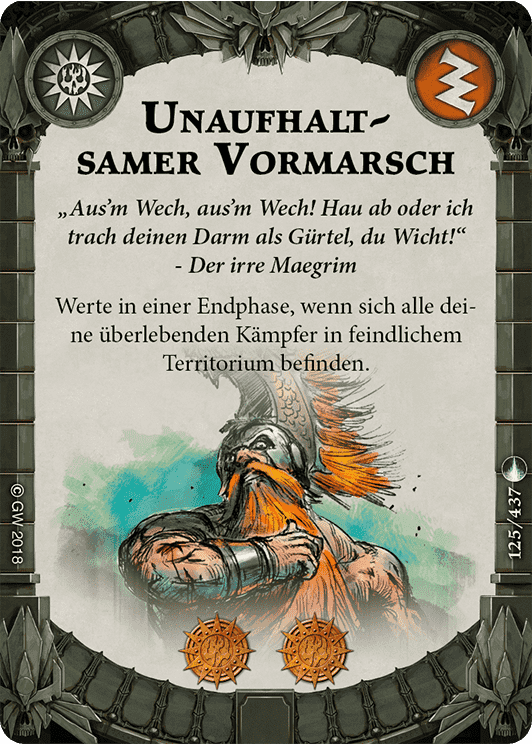 Unaufhalt-
samer Vormarsch
„Aus’m Wech, aus’m Wech! Hau ab oder ich
trach deinen Darm als Gürtel, du Wicht!“
- Der irre Maegrim
Werte in einer Endphase, wenn sich alle dei-
ne überlebenden Kämpfer in feindlichem
Territorium befinden.
© GW 2018
125/437